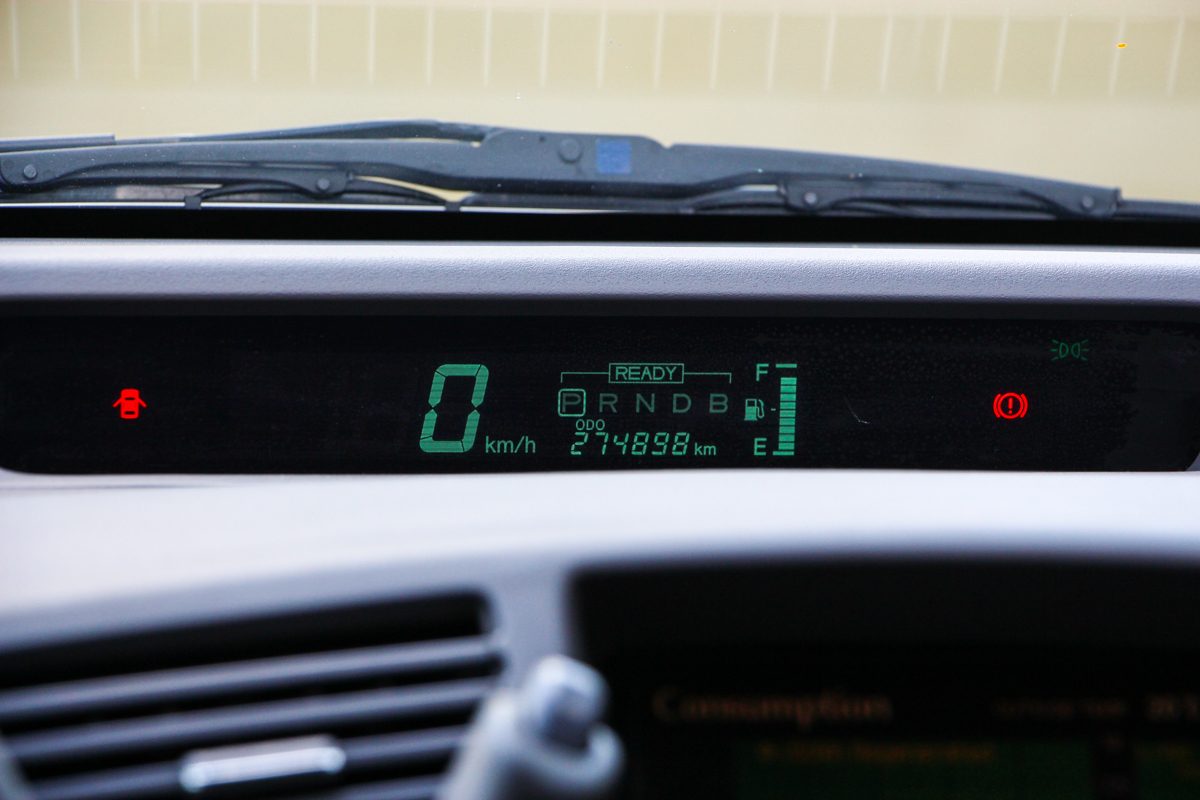 READY
P R N D B
0 km/h
ODO
274898 km
F
E
Consumption